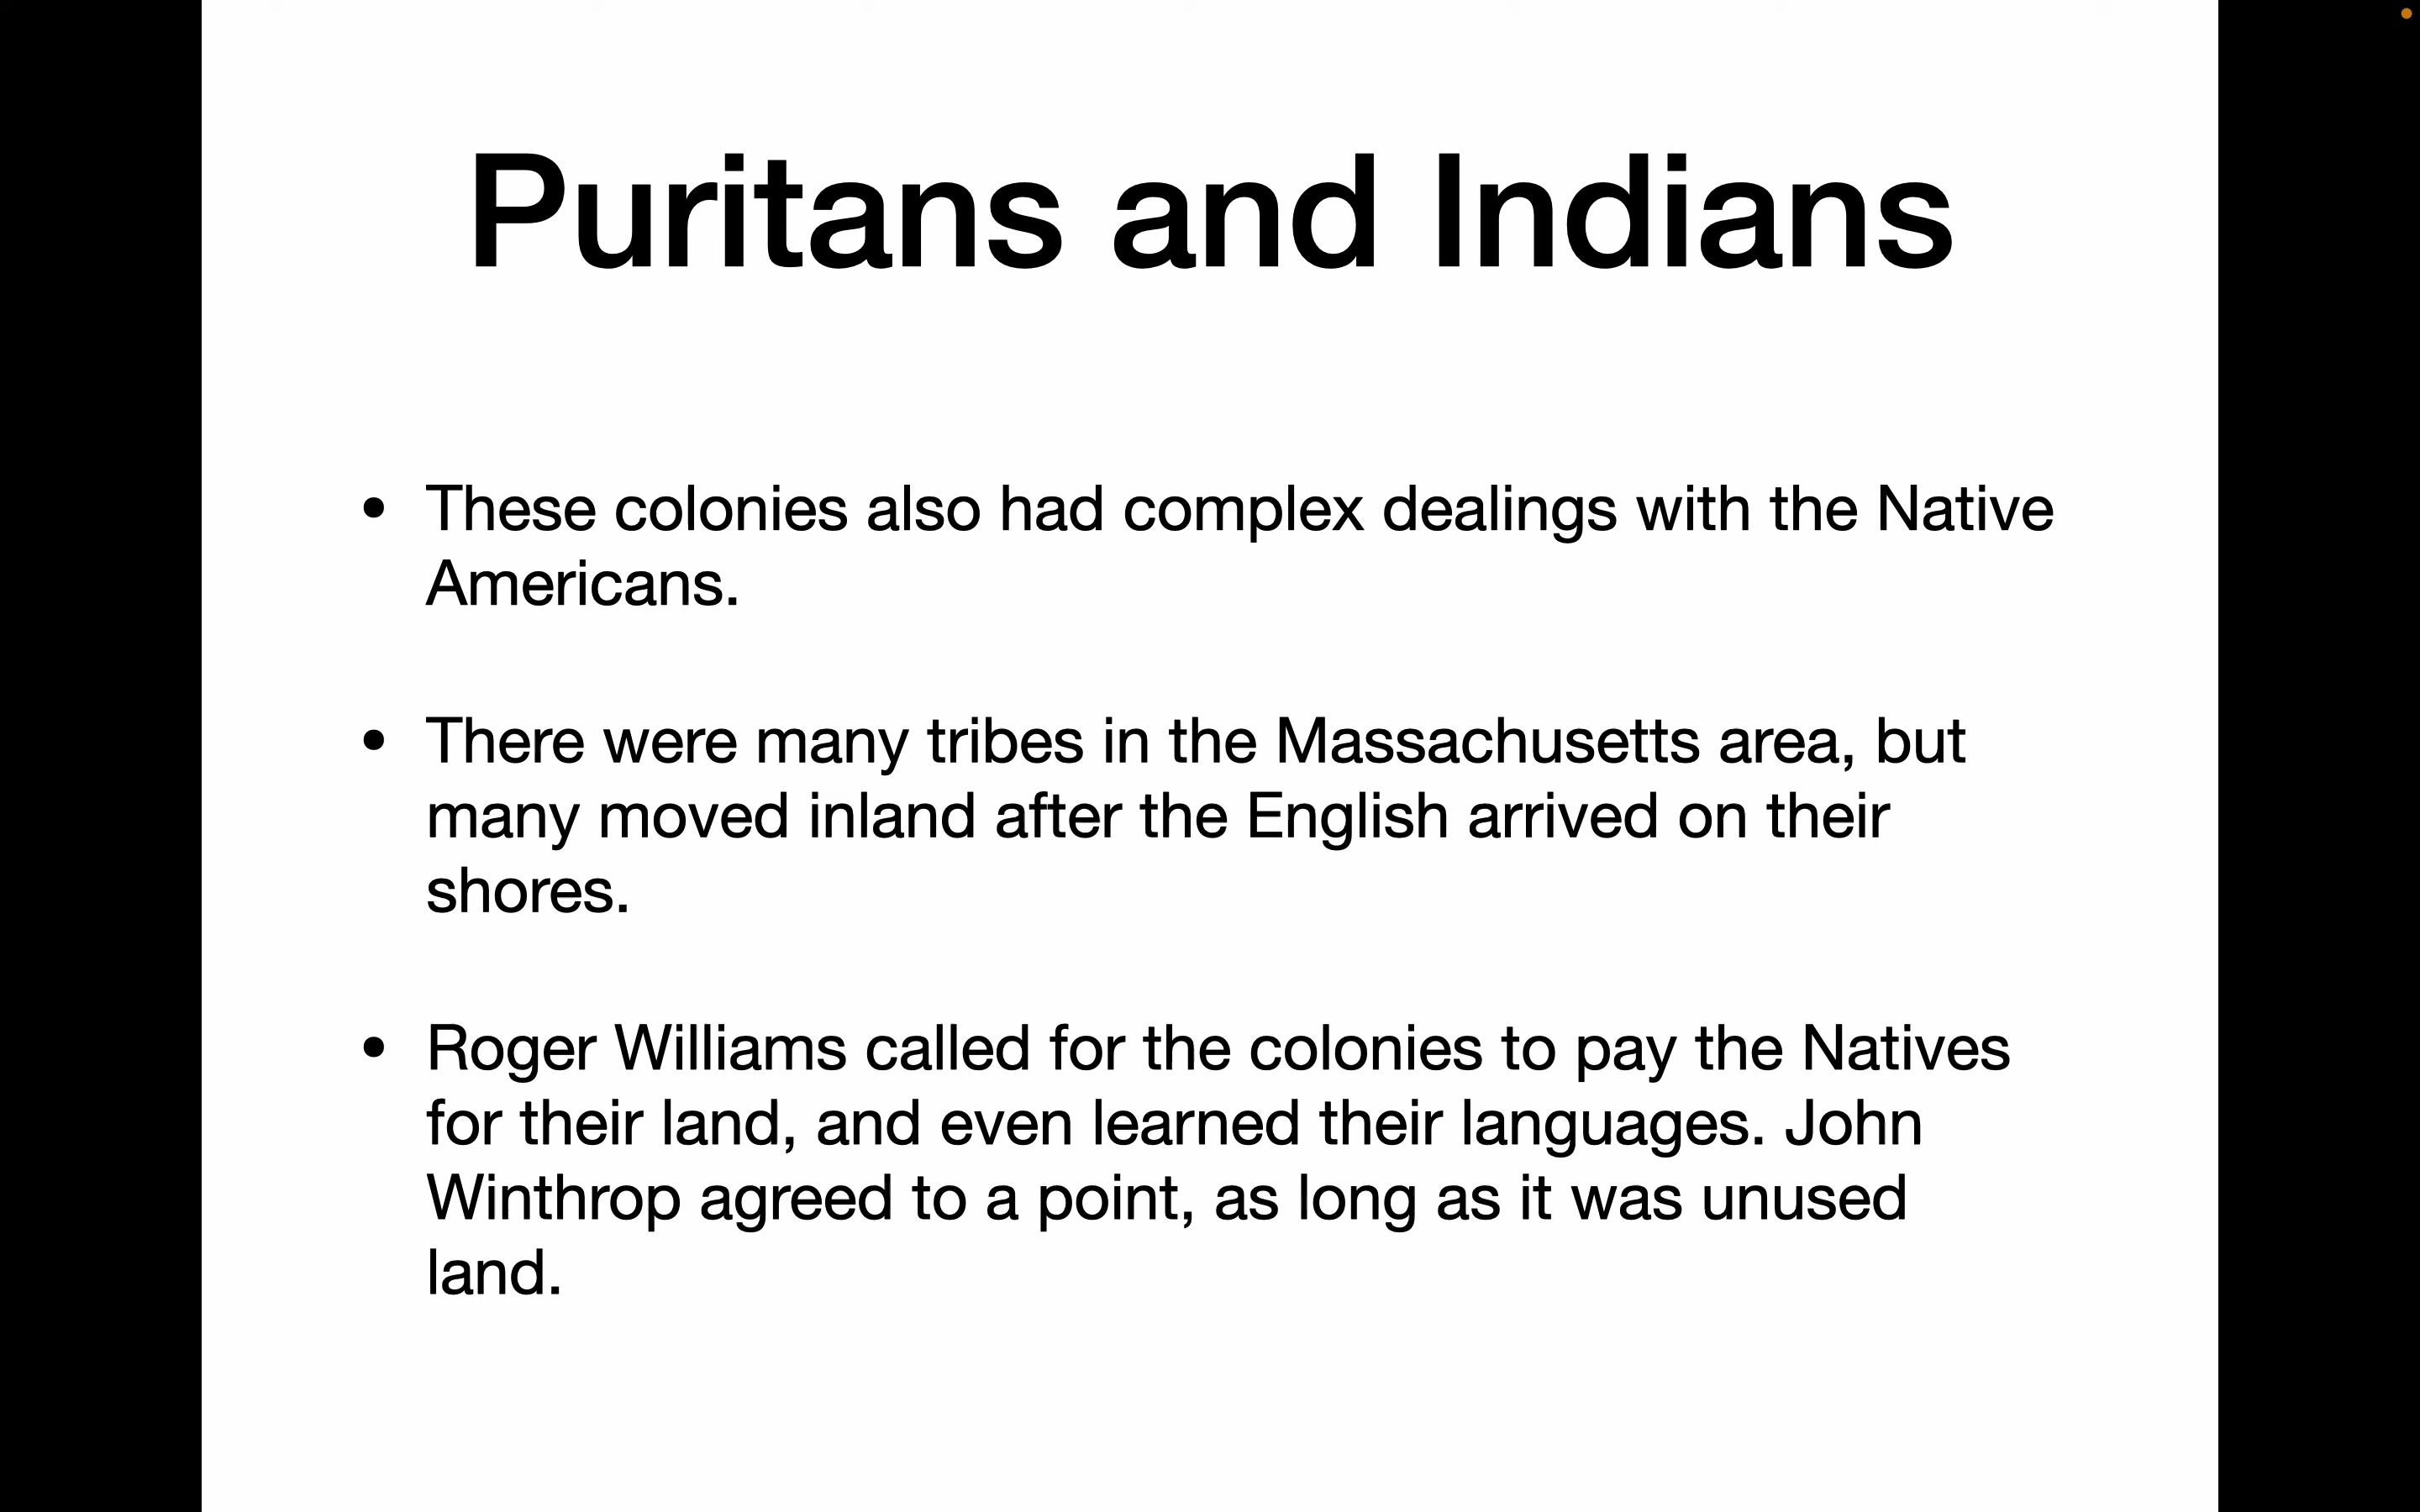 Puritans and Indians
• These colonies also had complex dealings with the Native
Americans.
• There were many tribes in the Massachusetts area, but
many moved inland after the English arrived on their
shores.
• Roger Williams called for the colonies to pay the Natives
for their land, and even learned their languages. John
Winthrop agreed to a point, as long as it was unused
land.